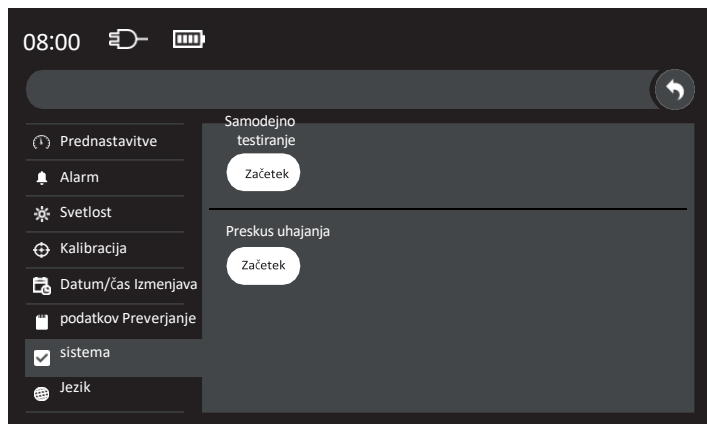 08:00
Prednastavitve
Alarm
Svetlost
Kalibracija
Datum/čas Izmenjava
podatkov Preverjanje
sistema
Jezik
Samodejno
testiranje
Začetek
Preskus uhajanja
Začetek